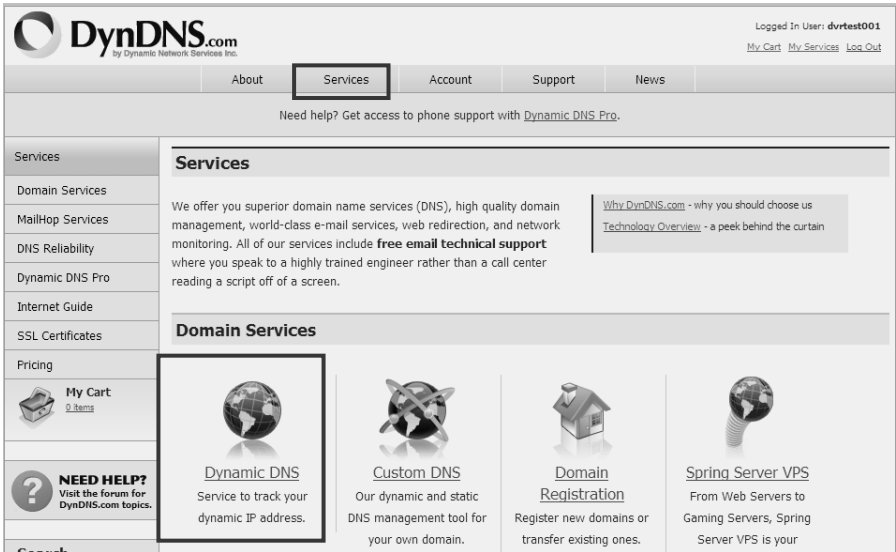 DynDNS.com
by Dynamic Network Services Inc.
Logged In User: dvrtest001
My Cart My Services Log Out
About Services Account Support News
Need help? Get access to phone support with Dynamic DNS Pro.
Services
Domain Services
MailHop Services
DNS Reliability
Dynamic DNS Pro
Internet Guide
SSL Certificates
Pricing
My Cart
0 items
NEED HELP?
Visit the forum for
DynDNS.com topics.
Search
Services
We offer you superior domain name services (DNS), high quality domain
management, world-class e-mail services, web redirection, and network
monitoring. All of our services include free email technical support
where you speak to a highly trained engineer rather than a call center
reading a script off of a screen.
Why DynDNS.com - why you should choose us
Technology Overview - a peek behind the curtain
Domain Services
Dynamic DNS
Service to track your
dynamic IP address.
Custom DNS
Our dynamic and static
DNS management tool for
your own domain.
Domain
Registration
Register new domains or
transfer existing ones.
Spring Server VPS
From Web Servers to
Gaming Servers, Spring
Server VPS is your